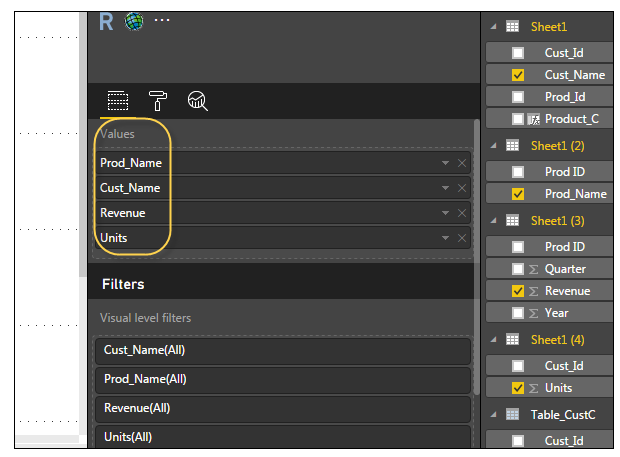 R ...
Values
Prod_Name
Cust_Name
Revenue
Units
Filters
Visual level filters
Cust_Name(All)
Prod_Name(All)
Revenue(All)
Units(All)
Sheet1
Cust_Id
Cust_Name
Prod_Id
Product_C
Sheet1 (2)
Prod ID
Prod_Name
Sheet1 (3)
Prod ID
Σ Quarter
Σ Revenue
Σ Year
Sheet1 (4)
Cust_Id
Σ Units
Table_CustC
Cust_Id